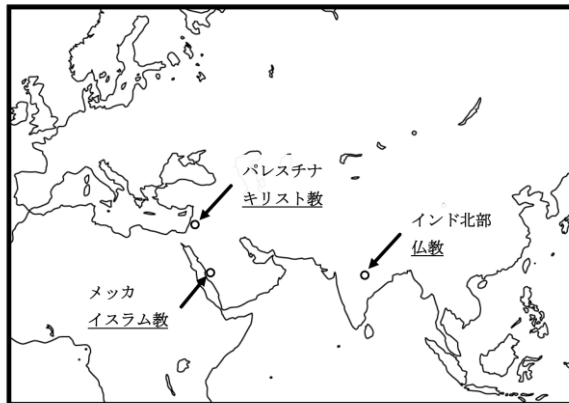 パレスチナ
キリスト教
インド北部
仏教
メッカ
イスラム教